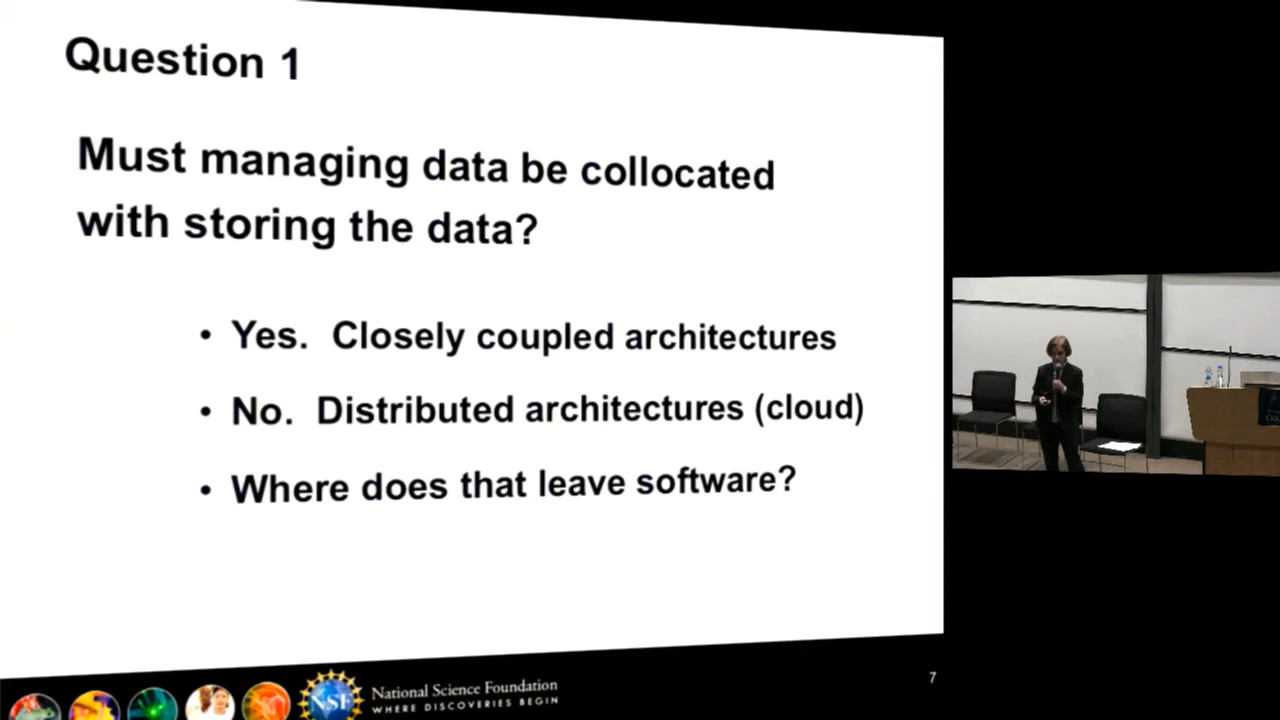 Question 1
Must managing data be collocated
with storing the data?
• Yes. Closely coupled architectures
• No. Distributed architectures (cloud)
• Where does that leave software?
NSF
National Science Foundation
WHERE DISCOVERIES BEGIN
7